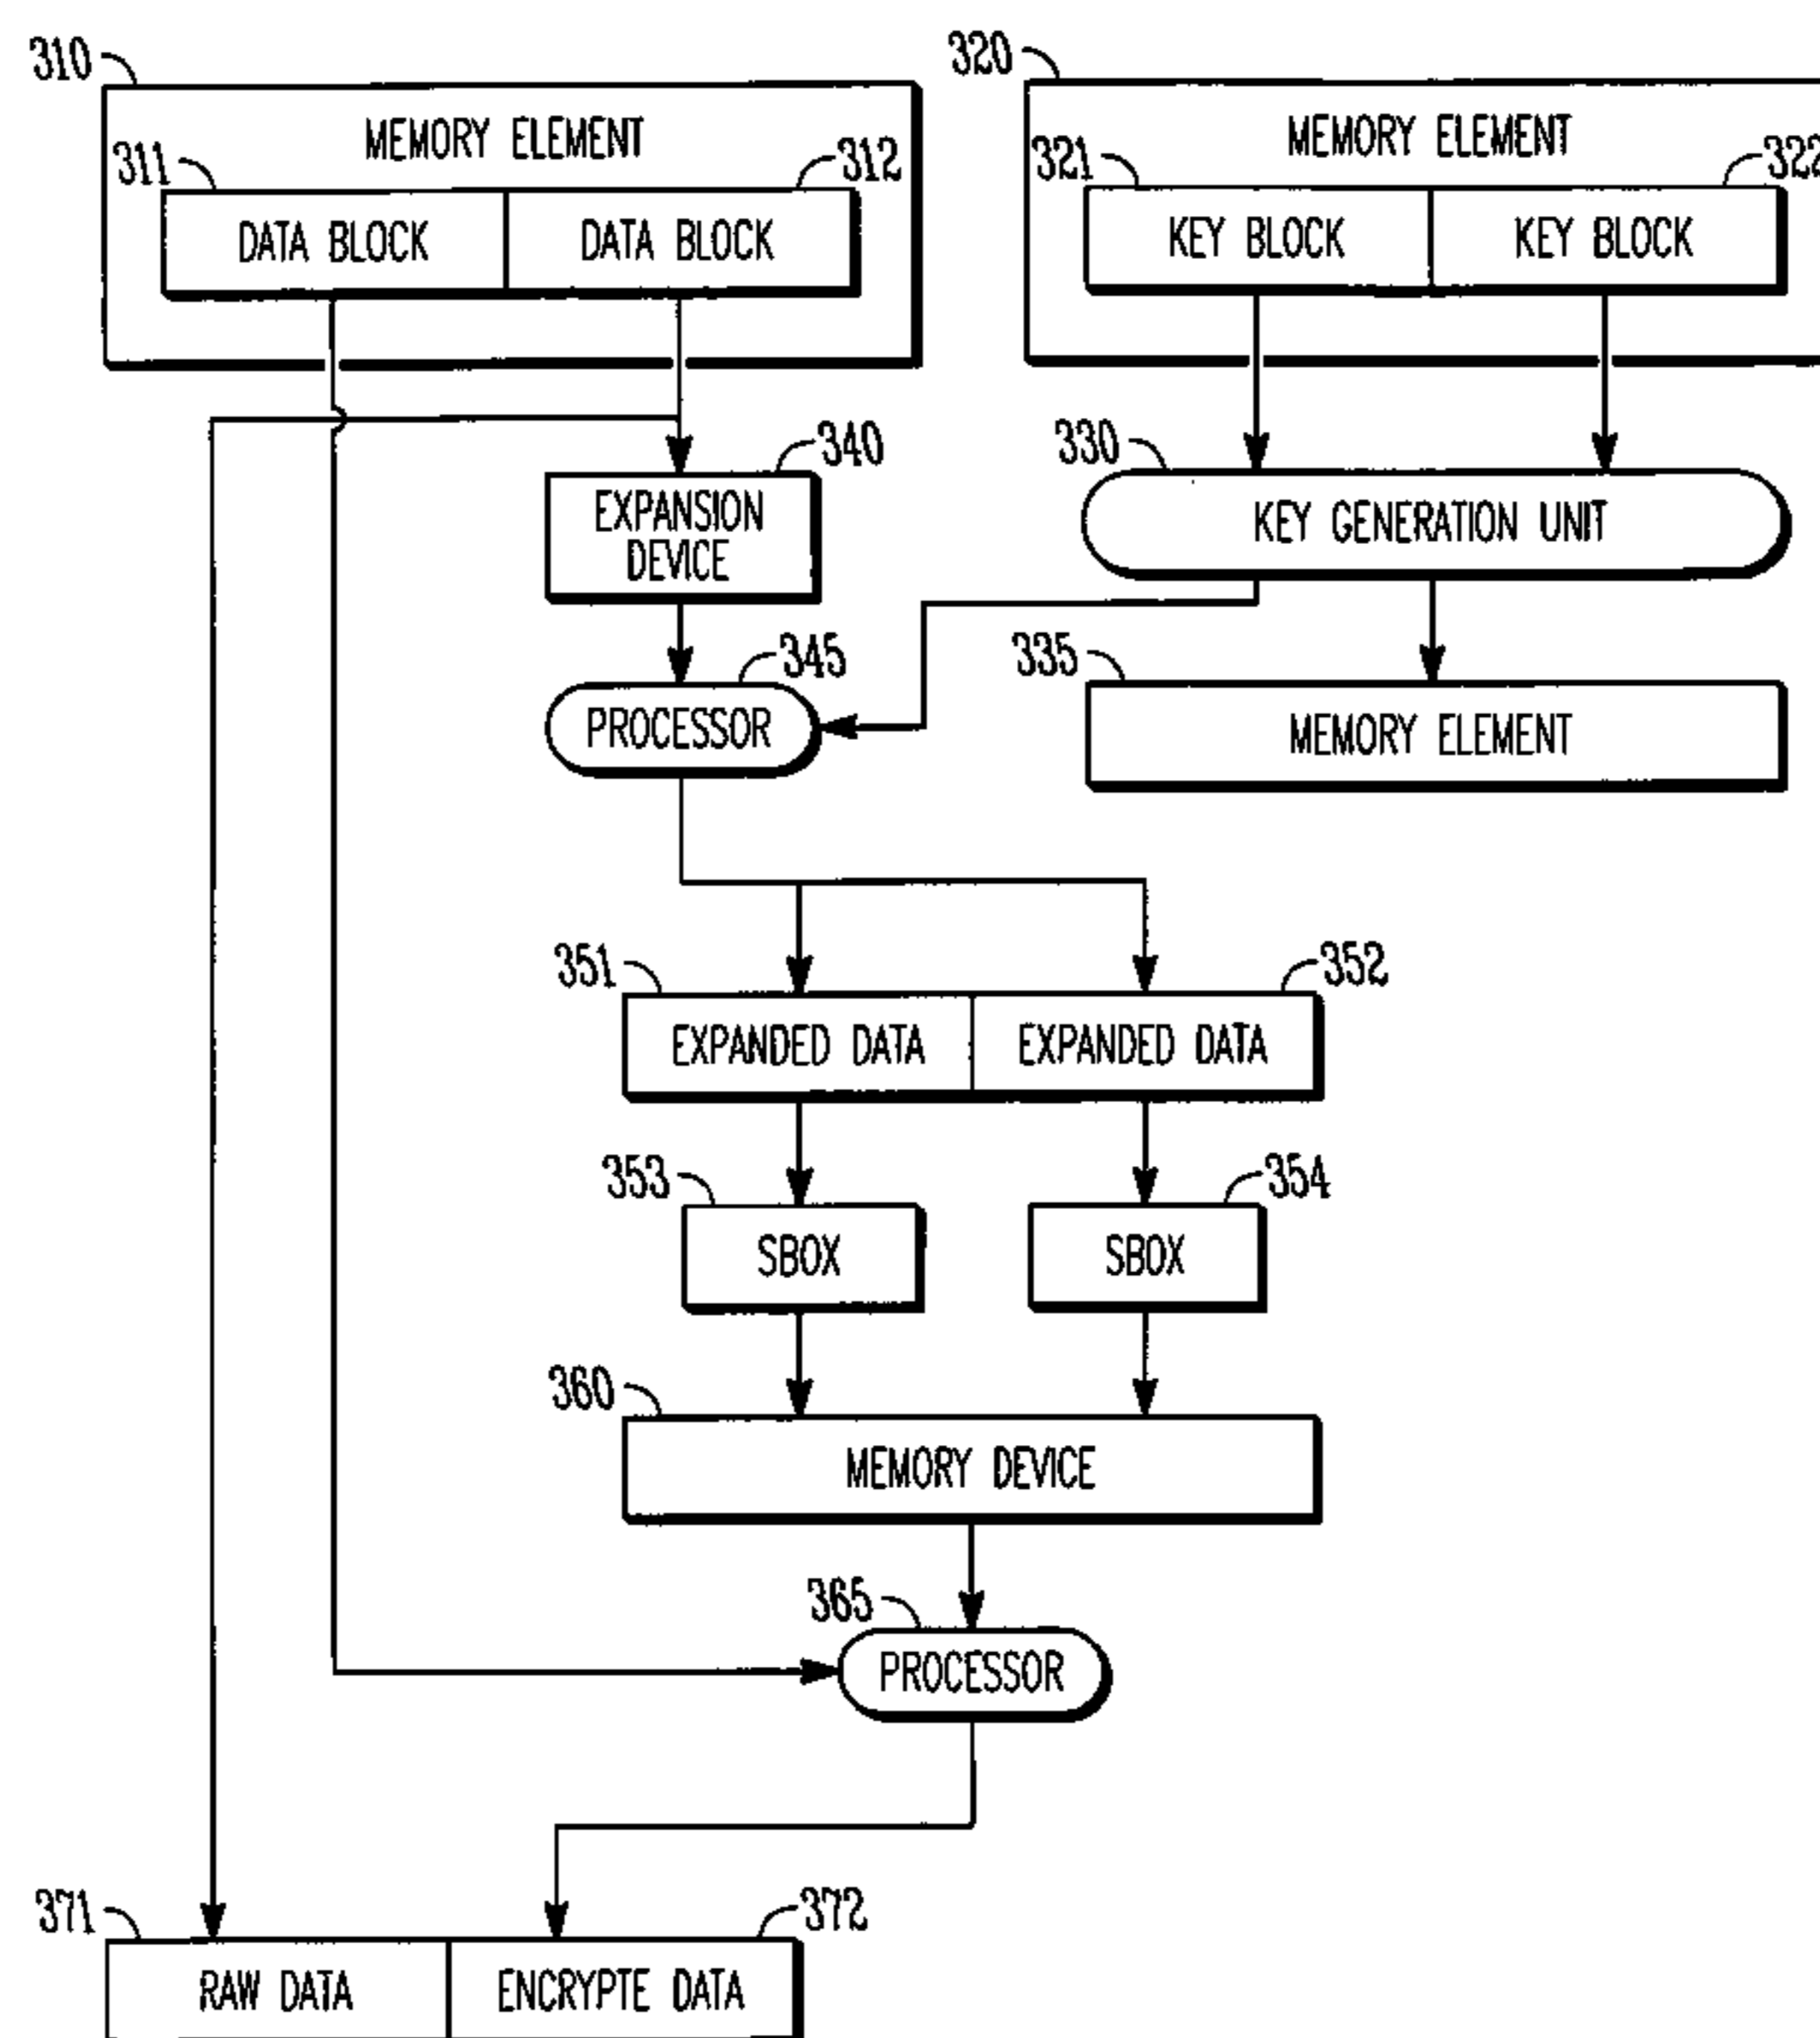 310
320
MEMORY ELEMENT
MEMORY ELEMENT
311
312
321
322
DATA BLOCK
DATA BLOCK
KEY BLOCK
KEY BLOCK
340
330
EXPANSION
DEVICE
KEY GENERATION UNIT
345
335
PROCESSOR
MEMORY ELEMENT
351
352
EXPANDED DATA
EXPANDED DATA
353
354
SBOX
SBOX
360
MEMORY DEVICE
365
PROCESSOR
371
372
RAW DATA
ENCRYPTE DATA